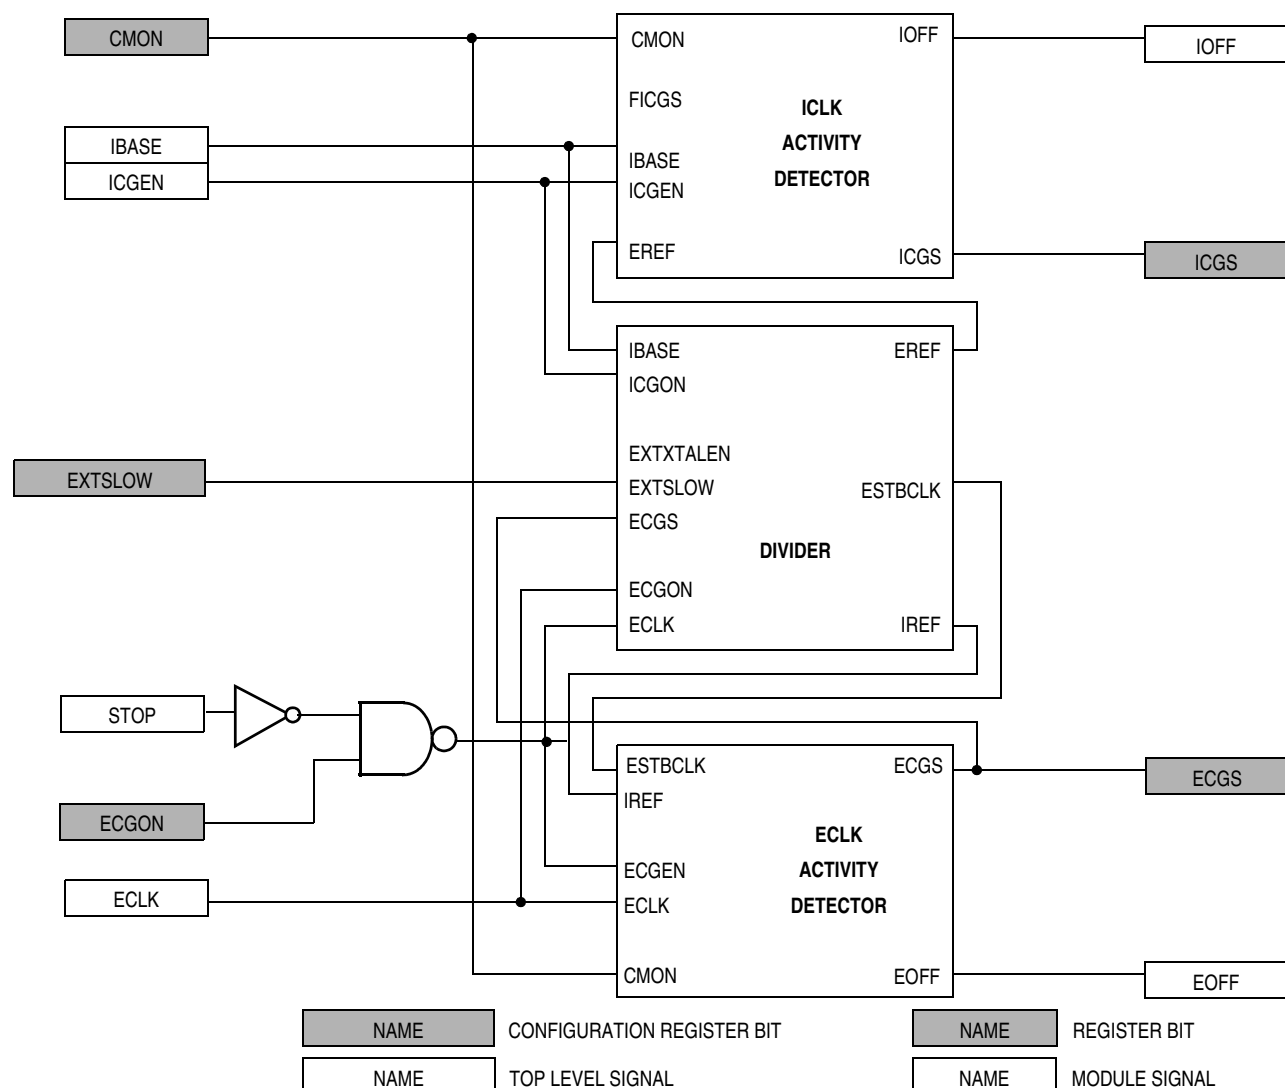 CMON
CMON
IOFF
IOFF
FICGS
ICLK
ACTIVITY
DETECTOR
IBASE
IBASE
ICGEN
ICGEN
EREF
ICGS
ICGS
IBASE
EREF
ICGON
EXTXTALEN
EXTSLOW
EXTSLOW
ESTBCLK
ECGS
DIVIDER
ECGON
ECLK
IREF
STOP
ESTBCLK
ECGS
ECGS
IREF
ECGON
ECLK
ACTIVITY
DETECTOR
ECGEN
ECLK
ECLK
CMON
EOFF
EOFF
NAME CONFIGURATION REGISTER BIT
NAME REGISTER BIT
NAME TOP LEVEL SIGNAL
NAME MODULE SIGNAL